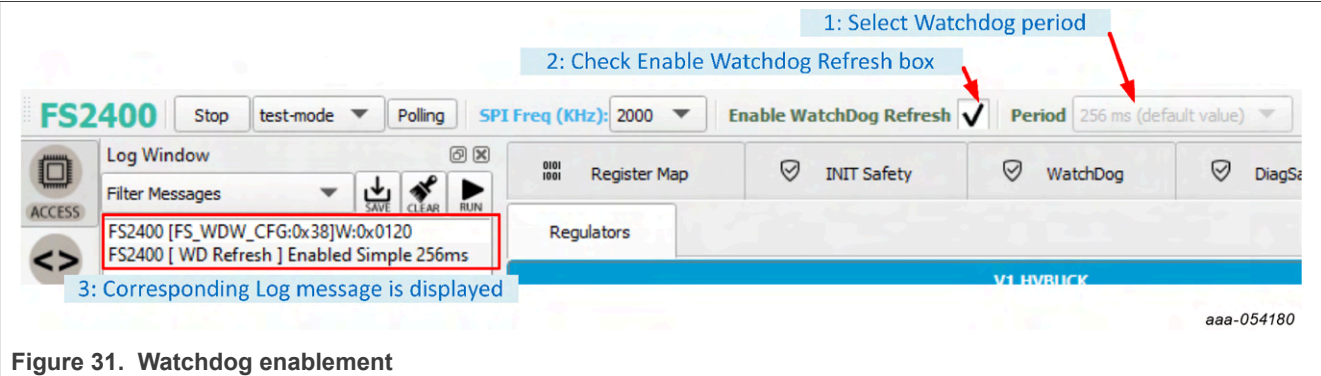 1: Select Watchdog period
2: Check Enable Watchdog Refresh box
FS2400 Stop test-mode Polling SPI Freq (KHz): 2000 Enable WatchDog Refresh Period 256 ms (default value)
Log Window
Filter Messages
SAVE CLEAR RUN
ACCESS
0101
1001
Register Map INIT Safety WatchDog DiagSa
FS2400 [FS_WDW_CFG:0x38]W:0x0120
FS2400 [ WD Refresh ] Enabled Simple 256ms
<>
Regulators
V1 HVBUCK
3: Corresponding Log message is displayed
aaa-054180
Figure 31. Watchdog enablement